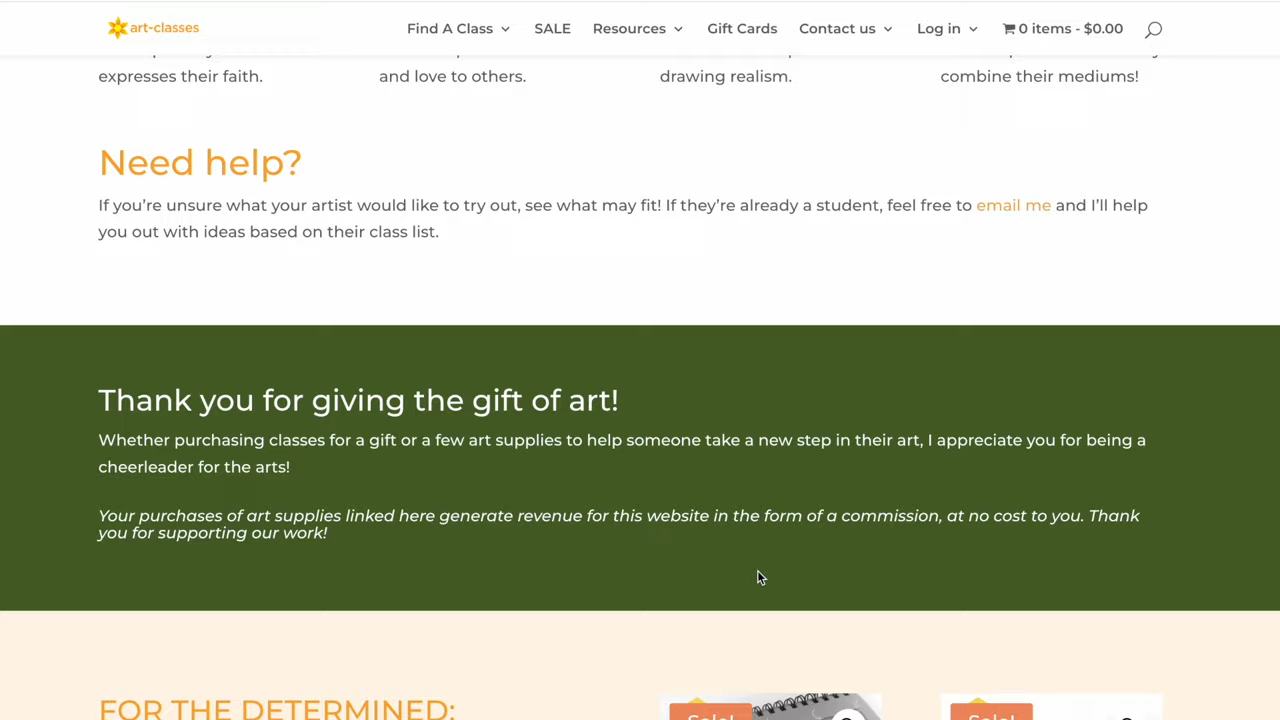 art-classes
Find A Class
SALE
Resources
Gift Cards
Contact us
Log in
0 items - $0.00
expresses their faith.
and love to others.
drawing realism.
combine their mediums!
Need help?
If you’re unsure what your artist would like to try out, see what may fit! If they’re already a student, feel free to email me and I’ll help
you out with ideas based on their class list.
Thank you for giving the gift of art!
Whether purchasing classes for a gift or a few art supplies to help someone take a new step in their art, I appreciate you for being a
cheerleader for the arts!
Your purchases of art supplies linked here generate revenue for this website in the form of a commission, at no cost to you. Thank
you for supporting our work!
FOR THE DETERMINED:
Sale!
Sale!